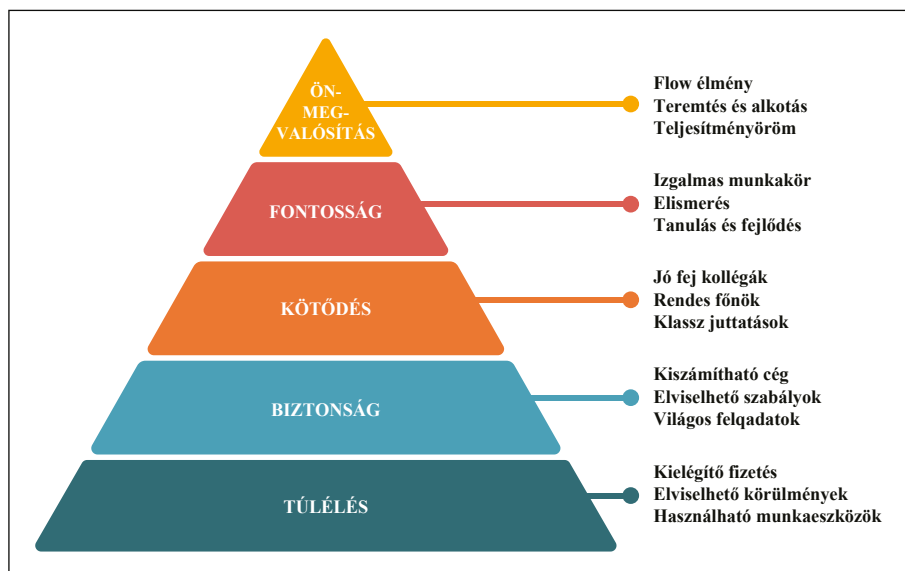 ÖN-
MEG-
VALÓSÍTÁS
Flow élmény
Teremtés és alkotás
Teljesítményöröm
FONTOSSÁG
Izgalmas munkakör
Elismerés
Tanulás és fejlődés
KÖTŐDÉS
Jó fej kollégák
Rendes főnök
Klassz juttatások
BIZTONSÁG
Kiszámítható cég
Elviselhető szabályok
Világos felqadatok
TÚLÉLÉS
Kielégítő fizetés
Elviselhető körülmények
Használható munkaeszközök